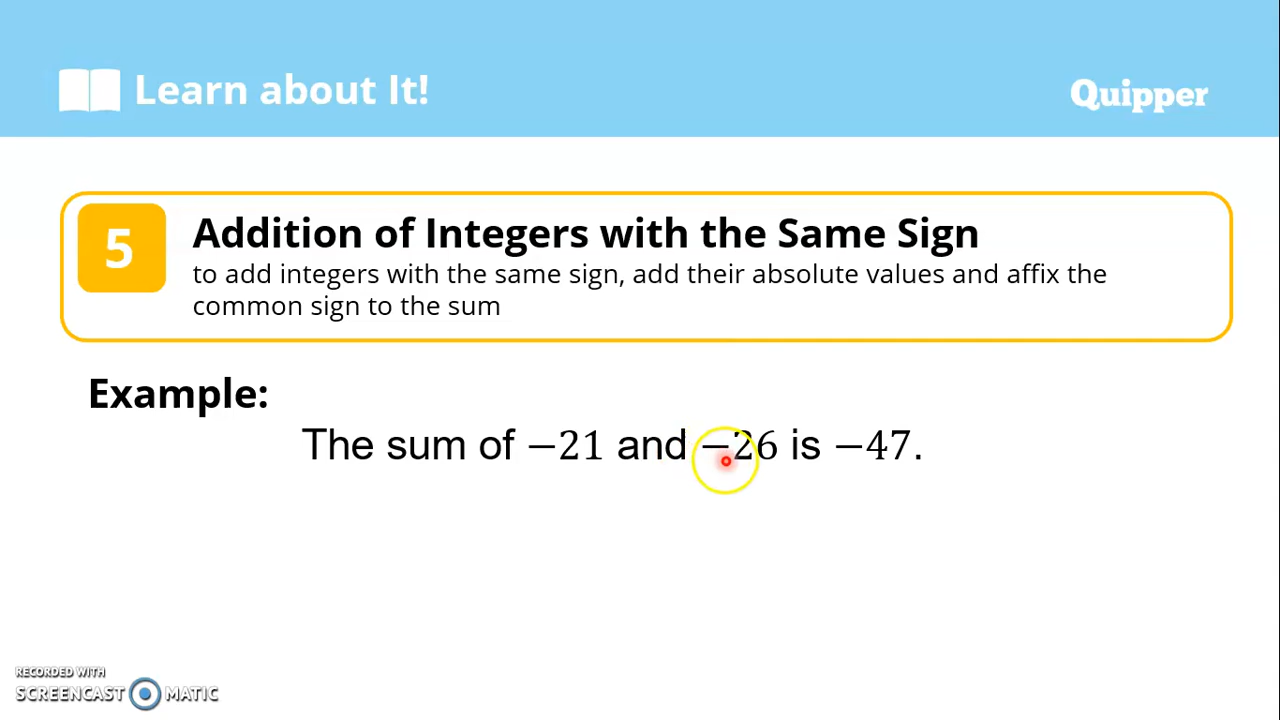 Learn about It!
Quipper
5
Addition of Integers with the Same Sign
to add integers with the same sign, add their absolute values and affix the
common sign to the sum
Example:
The sum of −21 and −26 is −47.
RECORDED WITH
SCREENCAST MATIC